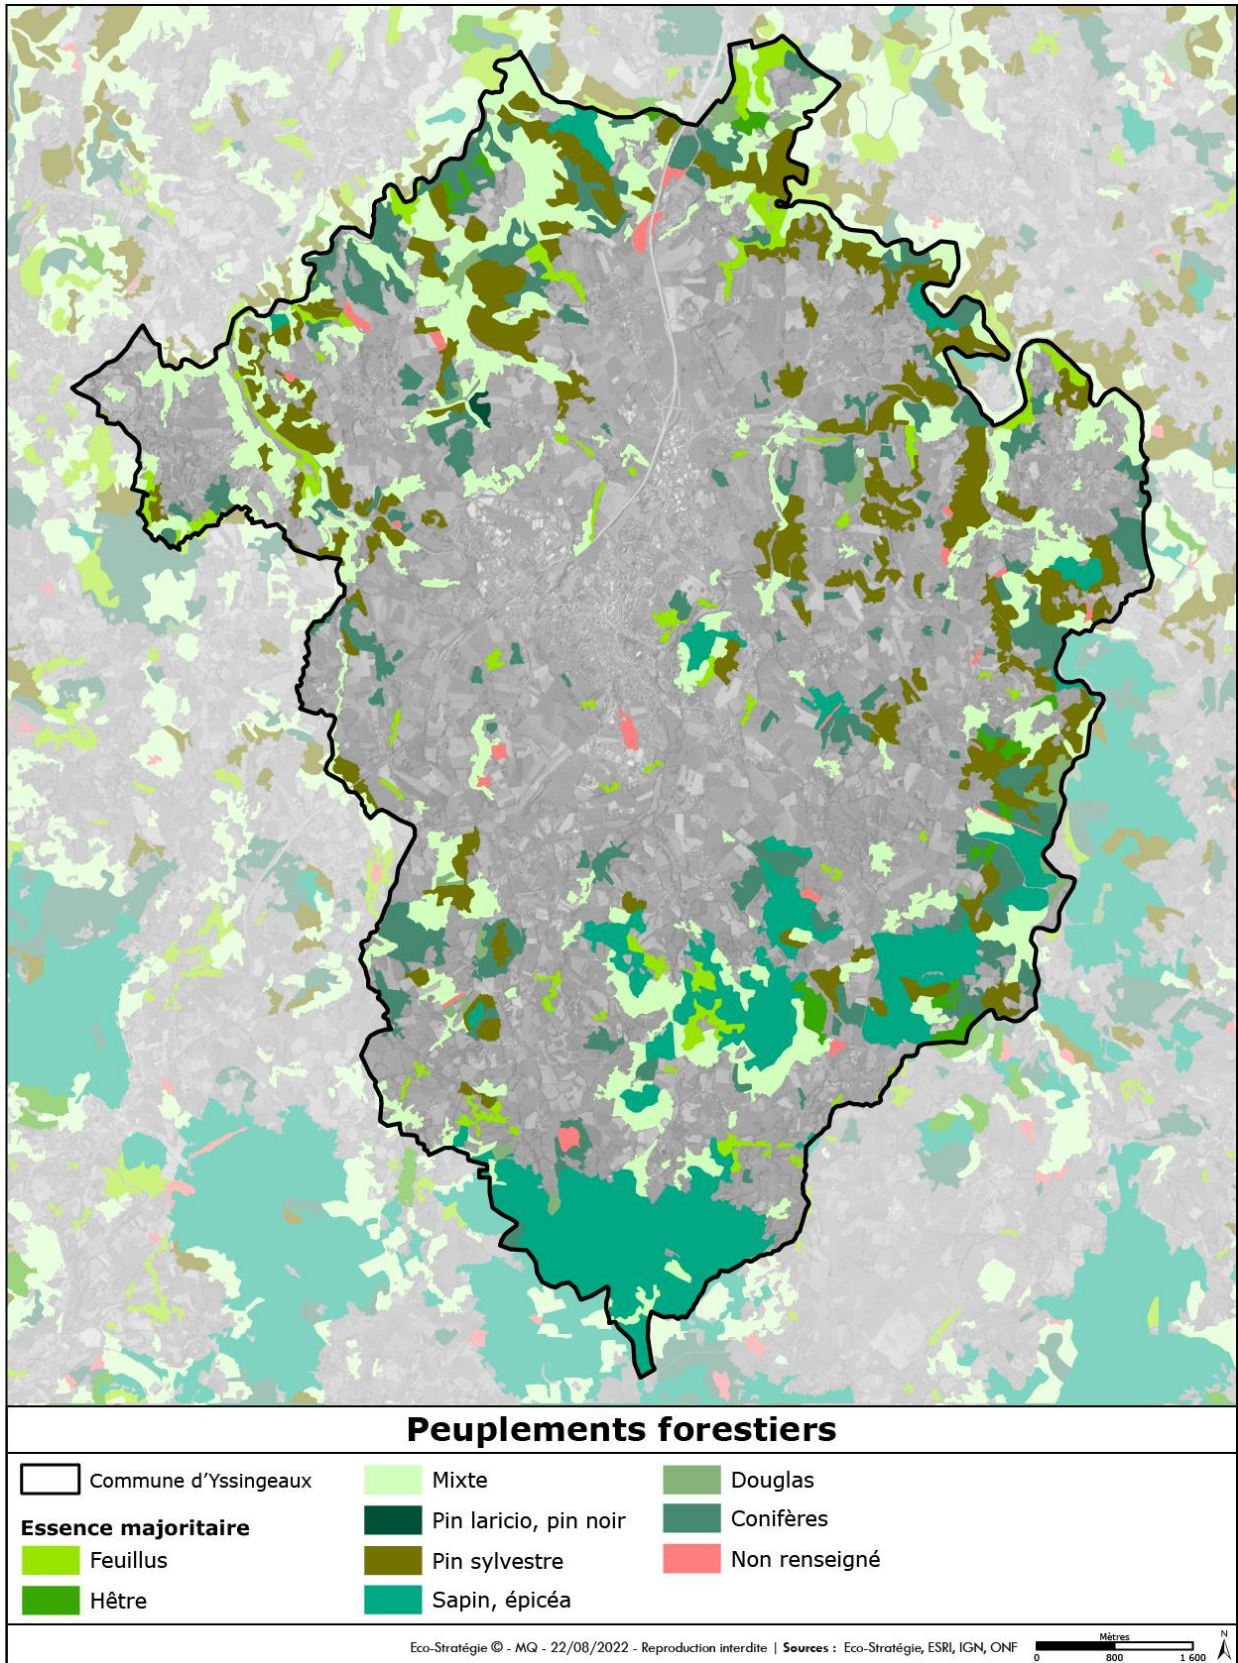 Peuplements forestiers
Commune d'Yssingeaux
Essence majoritaire
Feuillus
Hêtre
Mixte
Pin laricio, pin noir
Pin sylvestre
Sapin, épicéa
Douglas
Conifères
Non renseigné
Eco-Stratégie © - MQ - 22/08/2022 - Reproduction interdite | Sources : Eco-Stratégie, ESRI, IGN, ONF
Mètres
0 800 1 600
N